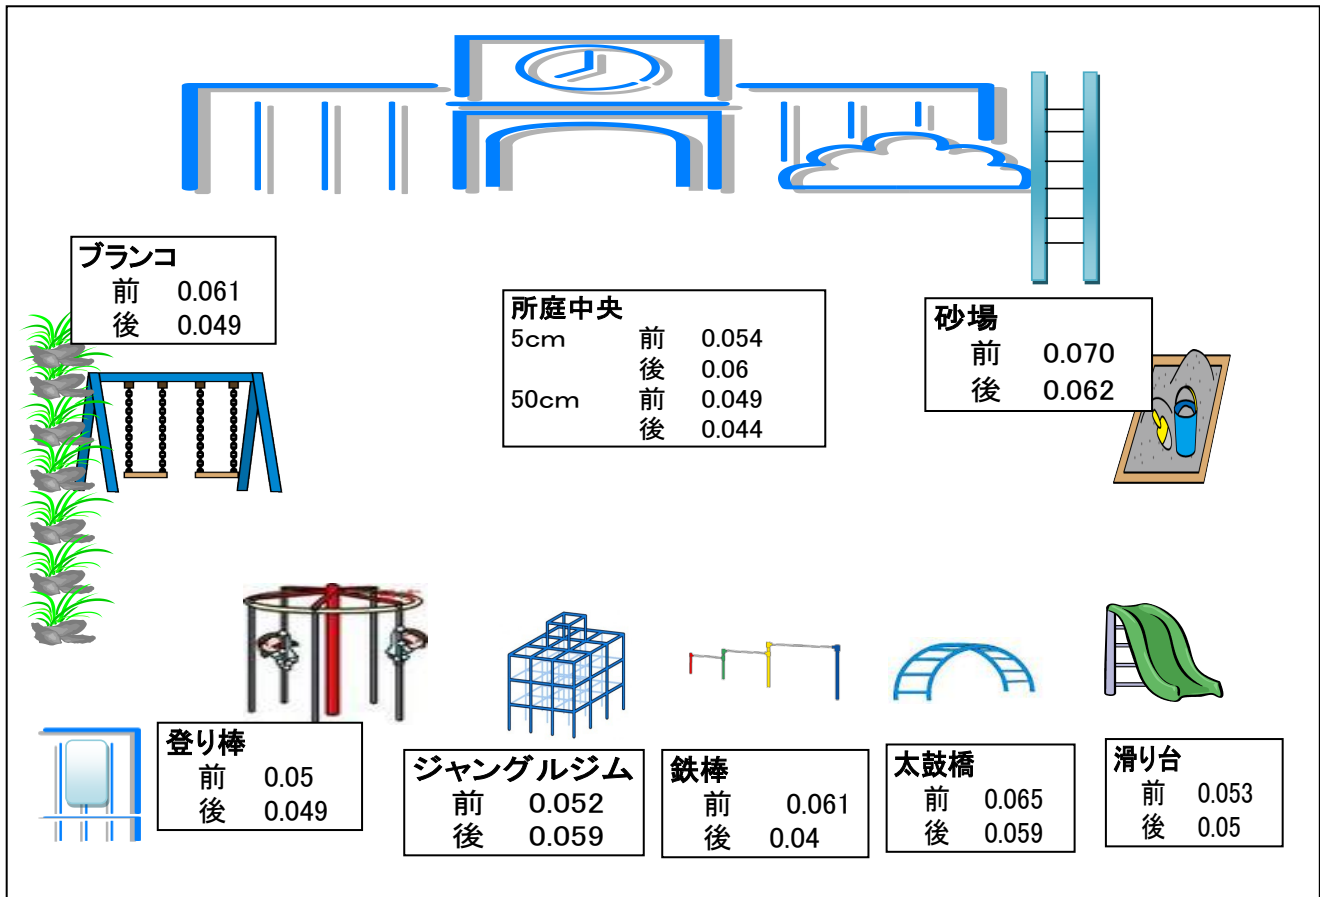 ブランコ
前 0.061
後 0.049
所庭中央
5cm 前 0.054
後 0.06
50cm 前 0.049
後 0.044
砂場
前 0.070
後 0.062
登り棒
前 0.05
後 0.049
ジャングルジム
前 0.052
後 0.059
鉄棒
前 0.061
後 0.04
太鼓橋
前 0.065
後 0.059
滑り台
前 0.053
後 0.05